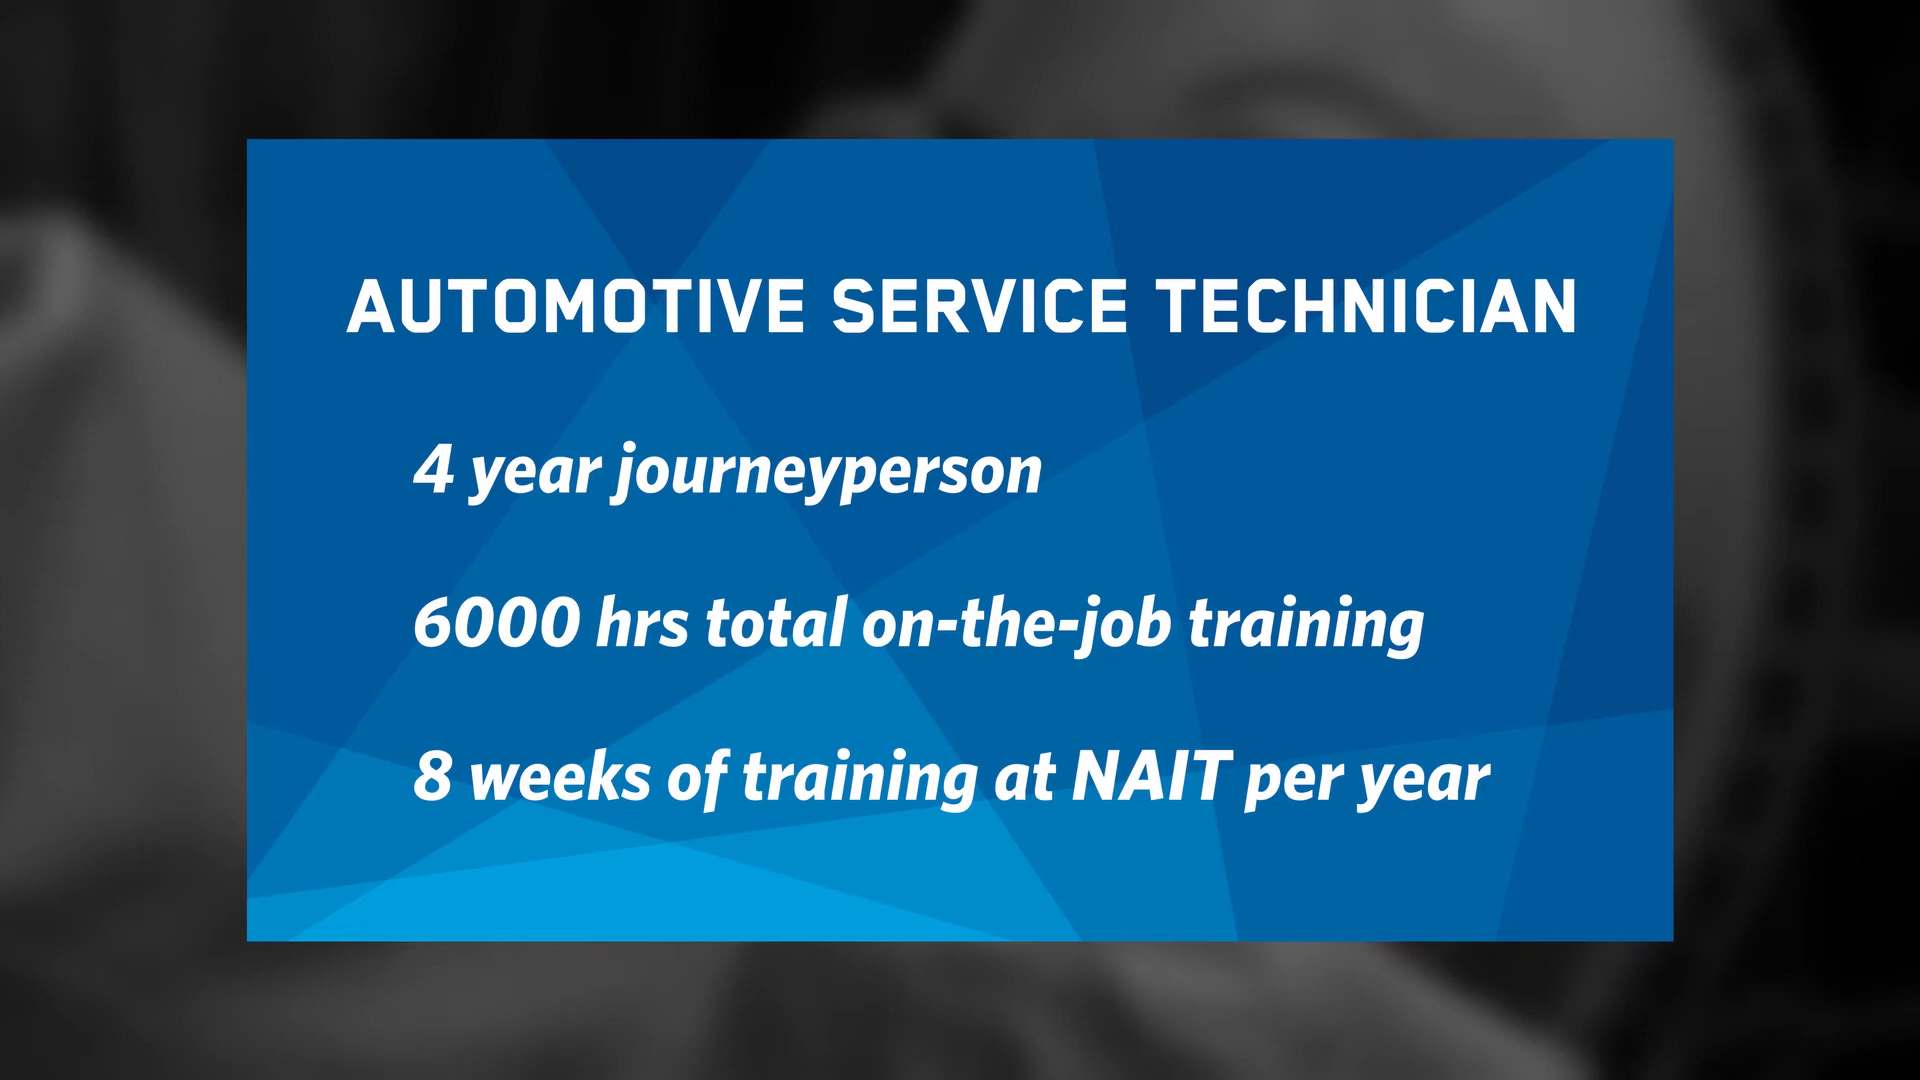 AUTOMOTIVE SERVICE TECHNICIAN
4 year journeyperson
6000 hrs total on-the-job training
8 weeks of training at NAIT per year